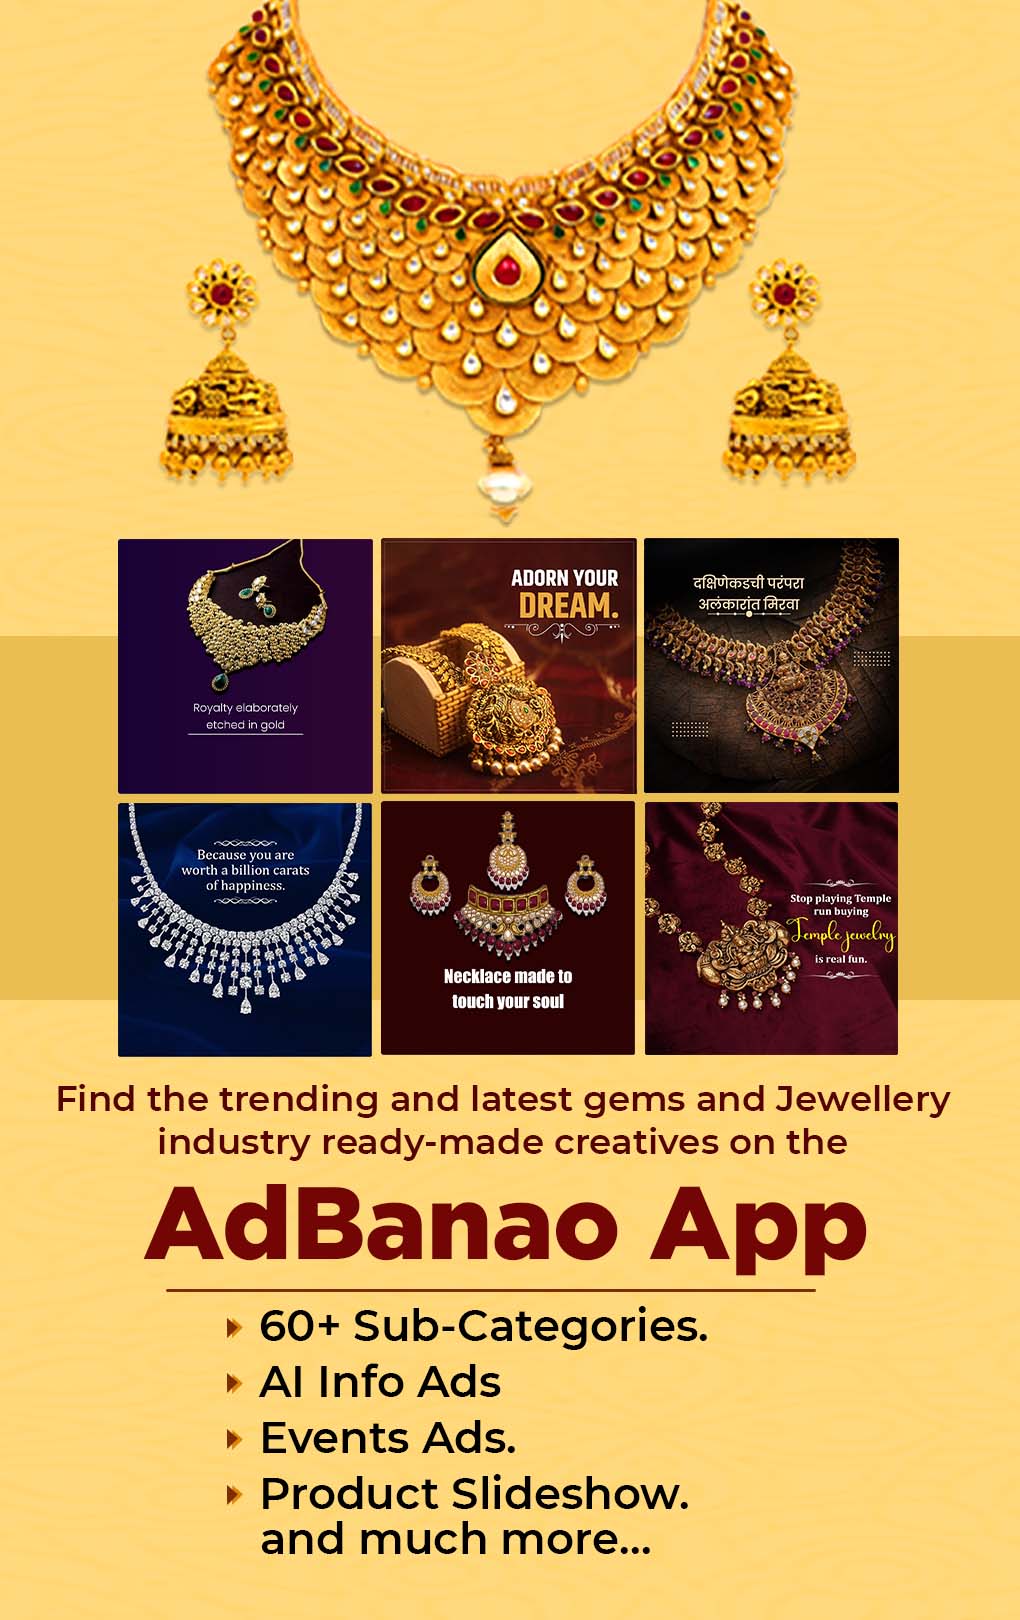 Royalty elaborately
etched in gold
ADORN YOUR
DREAM.
दक्षिणेकडची परंपरा
अलंकारांत मिरवा
Because you are
worth a billion carats
of happiness.
Necklace made to
touch your soul
Stop playing Temple
run buying
Temple jewelry
is real fun.
Find the trending and latest gems and Jewellery
industry ready-made creatives on the
AdBanao App
60+ Sub-Categories.
AI Info Ads
Events Ads.
Product Slideshow.
and much more...